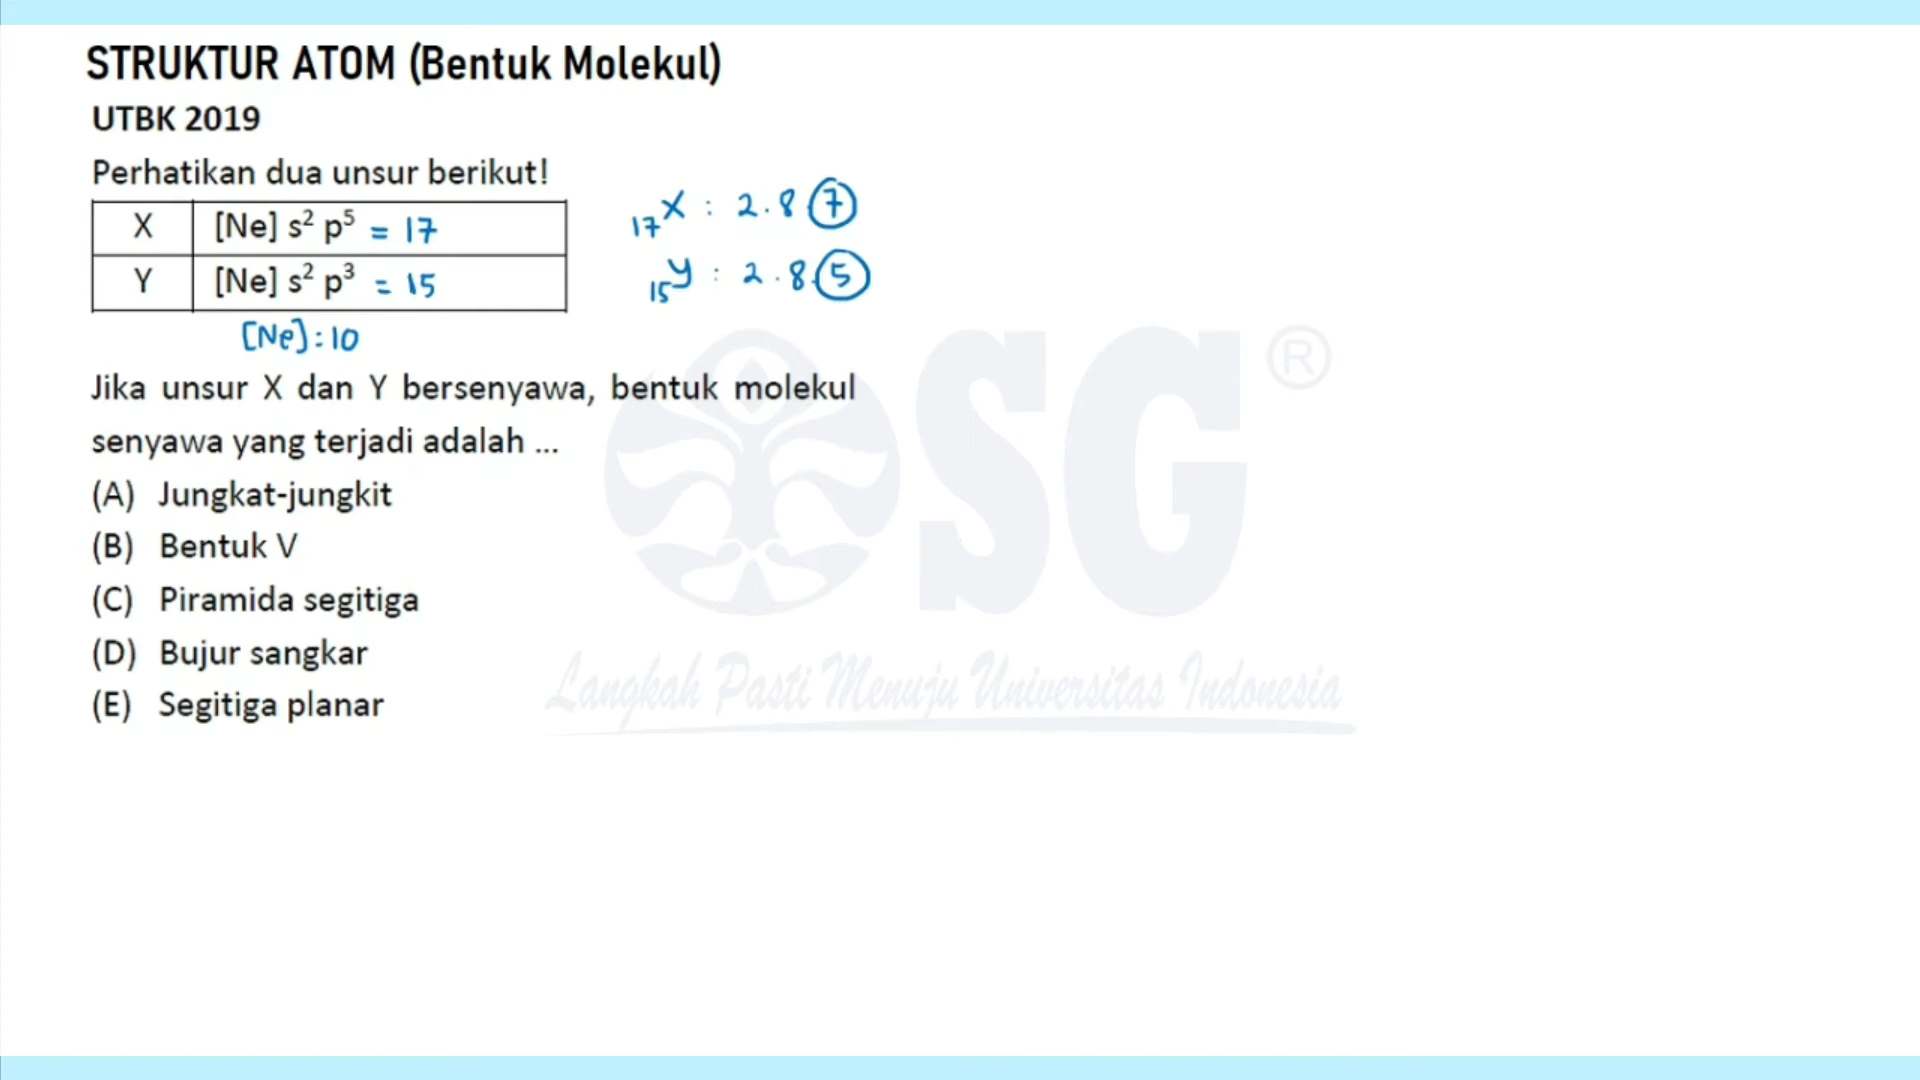 STRUKTUR ATOM (Bentuk Molekul)
UTBK 2019
Perhatikan dua unsur berikut!
X [Ne] s² p⁵ = 17
Y [Ne] s² p³ = 15
[Ne] : 10
₁₇X : 2 . 8 7
₁₅Y : 2 . 8 . 5
Jika unsur X dan Y bersenyawa, bentuk molekul
senyawa yang terjadi adalah ...
(A) Jungkat-jungkit
(B) Bentuk V
(C) Piramida segitiga
(D) Bujur sangkar
(E) Segitiga planar
SG ®
Langkah Pasti Menuju Universitas Indonesia